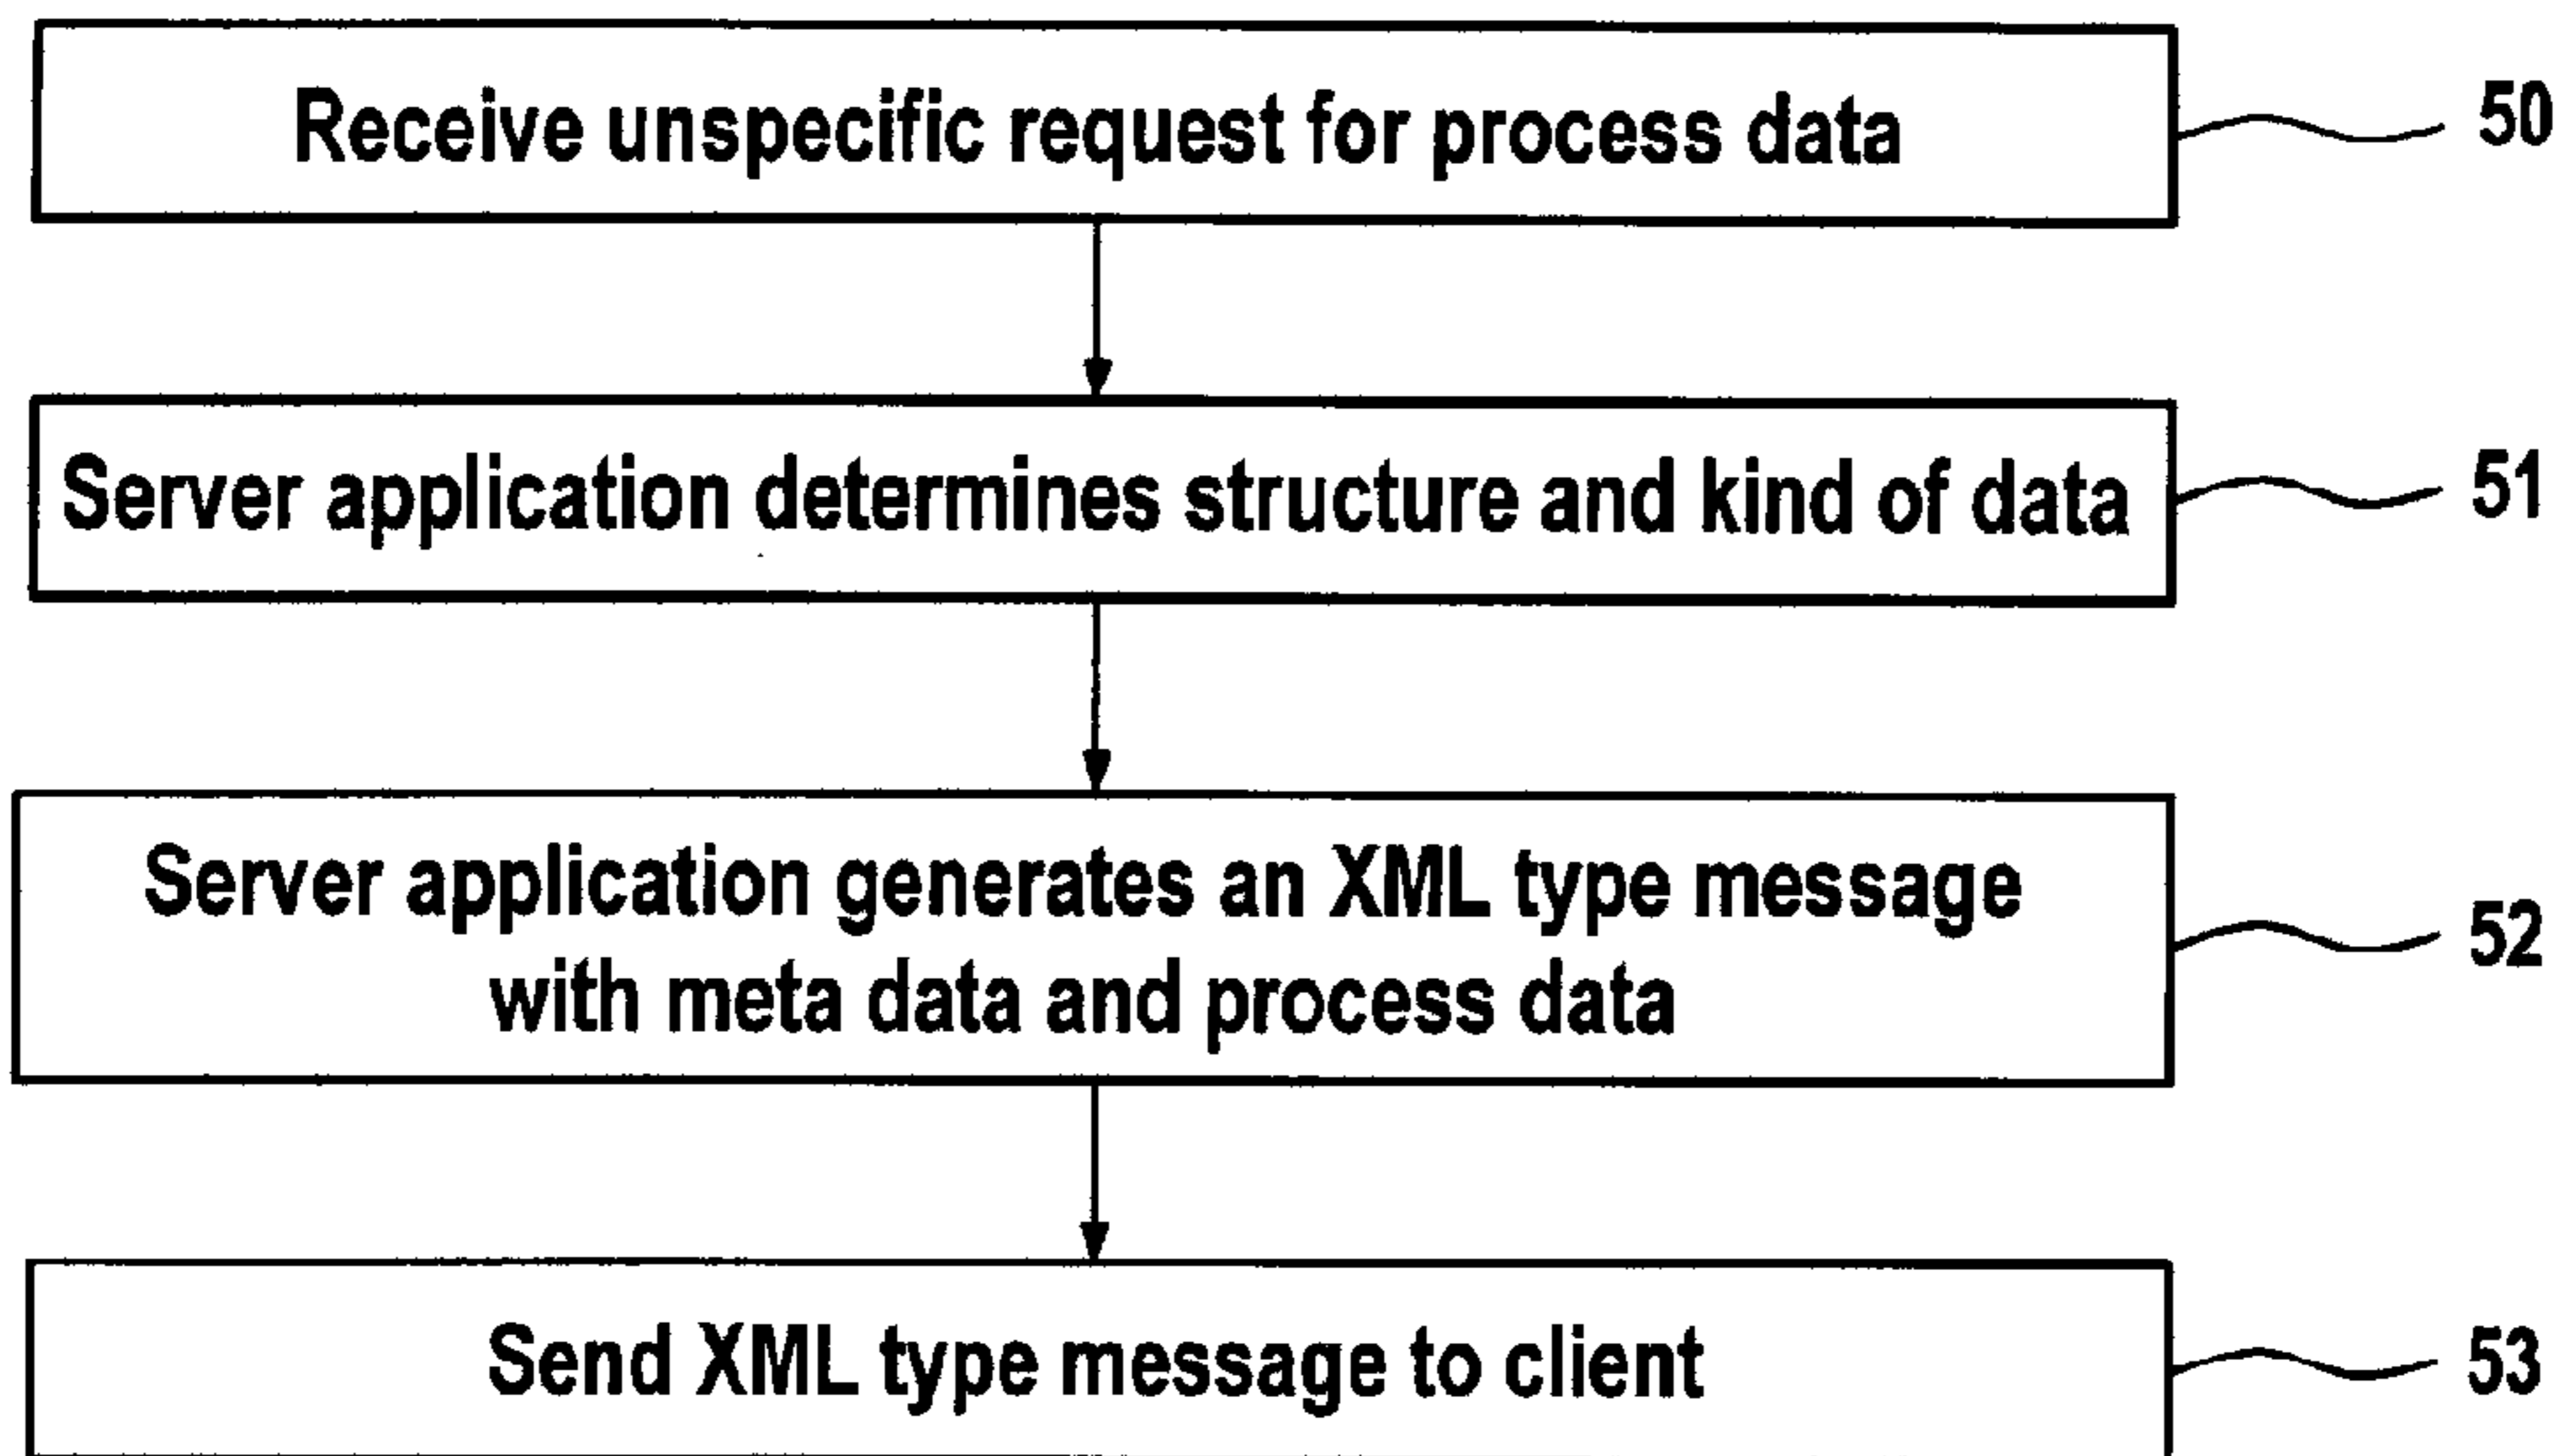 Receive unspecific request for process data
50
Server application determines structure and kind of data
51
Server application generates an XML type message
with meta data and process data
52
Send XML type message to client
53